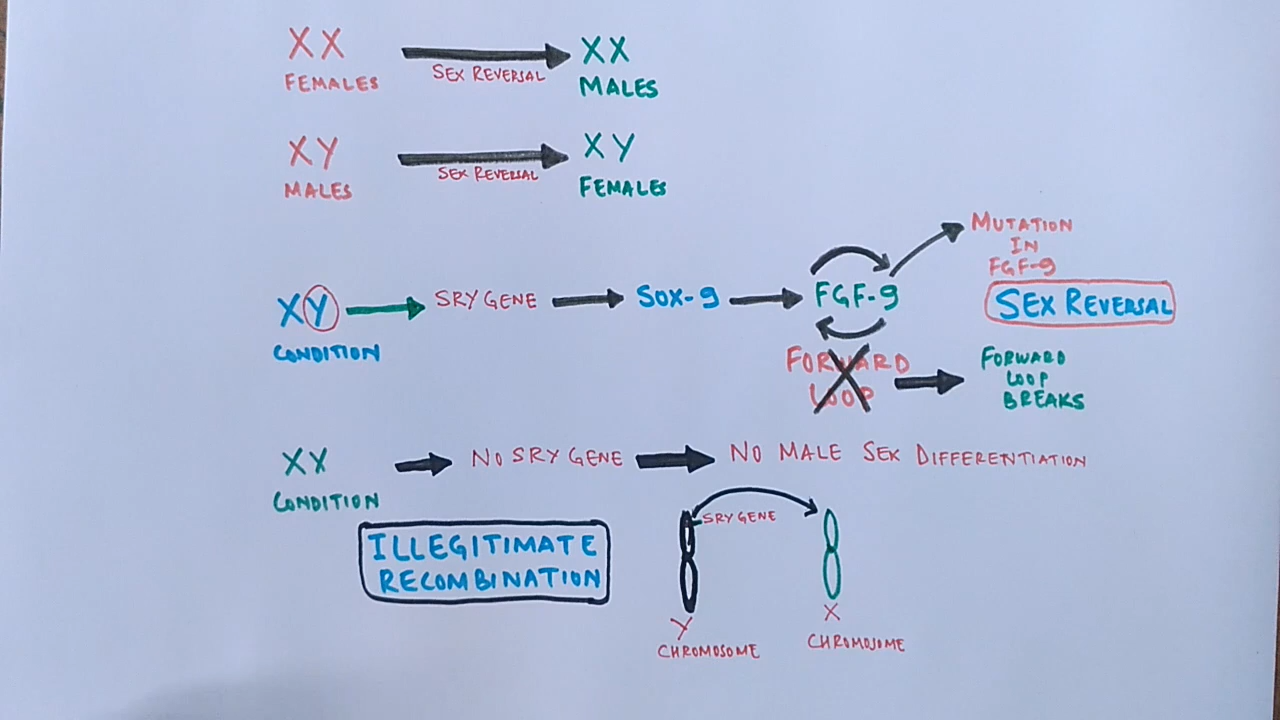 XX
FEMALES
SEX REVERSAL
XX
MALES
XY
MALES
SEX REVERSAL
XY
FEMALES
XY
CONDITION
SRY GENE
SOX-9
FGF-9
MUTATION
IN
FGF-9
SEX REVERSAL
FORWARD
LOOP
FORWARD
LOOP
BREAKS
XY
CONDITION
NO SRY GENE
NO MALE SEX DIFFERENTIATION
ILLEGITIMATE
RECOMBINATION
SRY GENE
Y
CHROMOSOME
X
CHROMOSOME